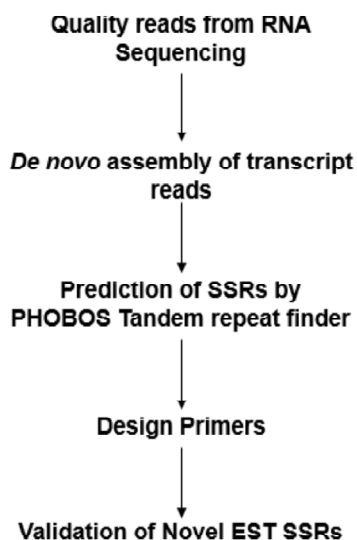 Quality reads from RNA
Sequencing
De novo assembly of transcript
reads
Prediction of SSRs by
PHOBOS Tandem repeat finder
Design Primers
Validation of Novel EST SSRs